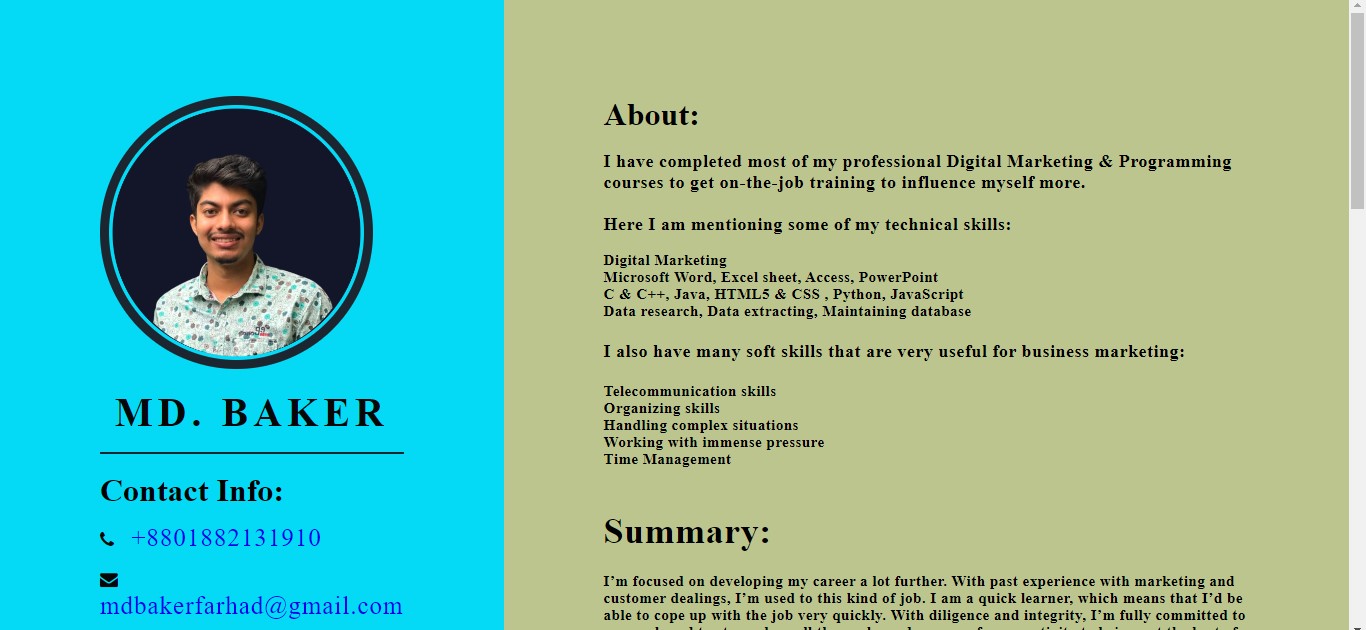 MD. BAKER
Contact Info:
+8801882131910
mdbakerfarhad@gmail.com
About:
I have completed most of my professional Digital Marketing & Programming
courses to get on-the-job training to influence myself more.
Here I am mentioning some of my technical skills:
Digital Marketing
Microsoft Word, Excel sheet, Access, PowerPoint
C & C++, Java, HTML5 & CSS , Python, JavaScript
Data research, Data extracting, Maintaining database
I also have many soft skills that are very useful for business marketing:
Telecommunication skills
Organizing skills
Handling complex situations
Working with immense pressure
Time Management
Summary:
I’m focused on developing my career a lot further. With past experience with marketing and
customer dealings, I’m used to this kind of job. I am a quick learner, which means that I’d be
able to cope up with the job very quickly. With diligence and integrity, I’m fully committed to